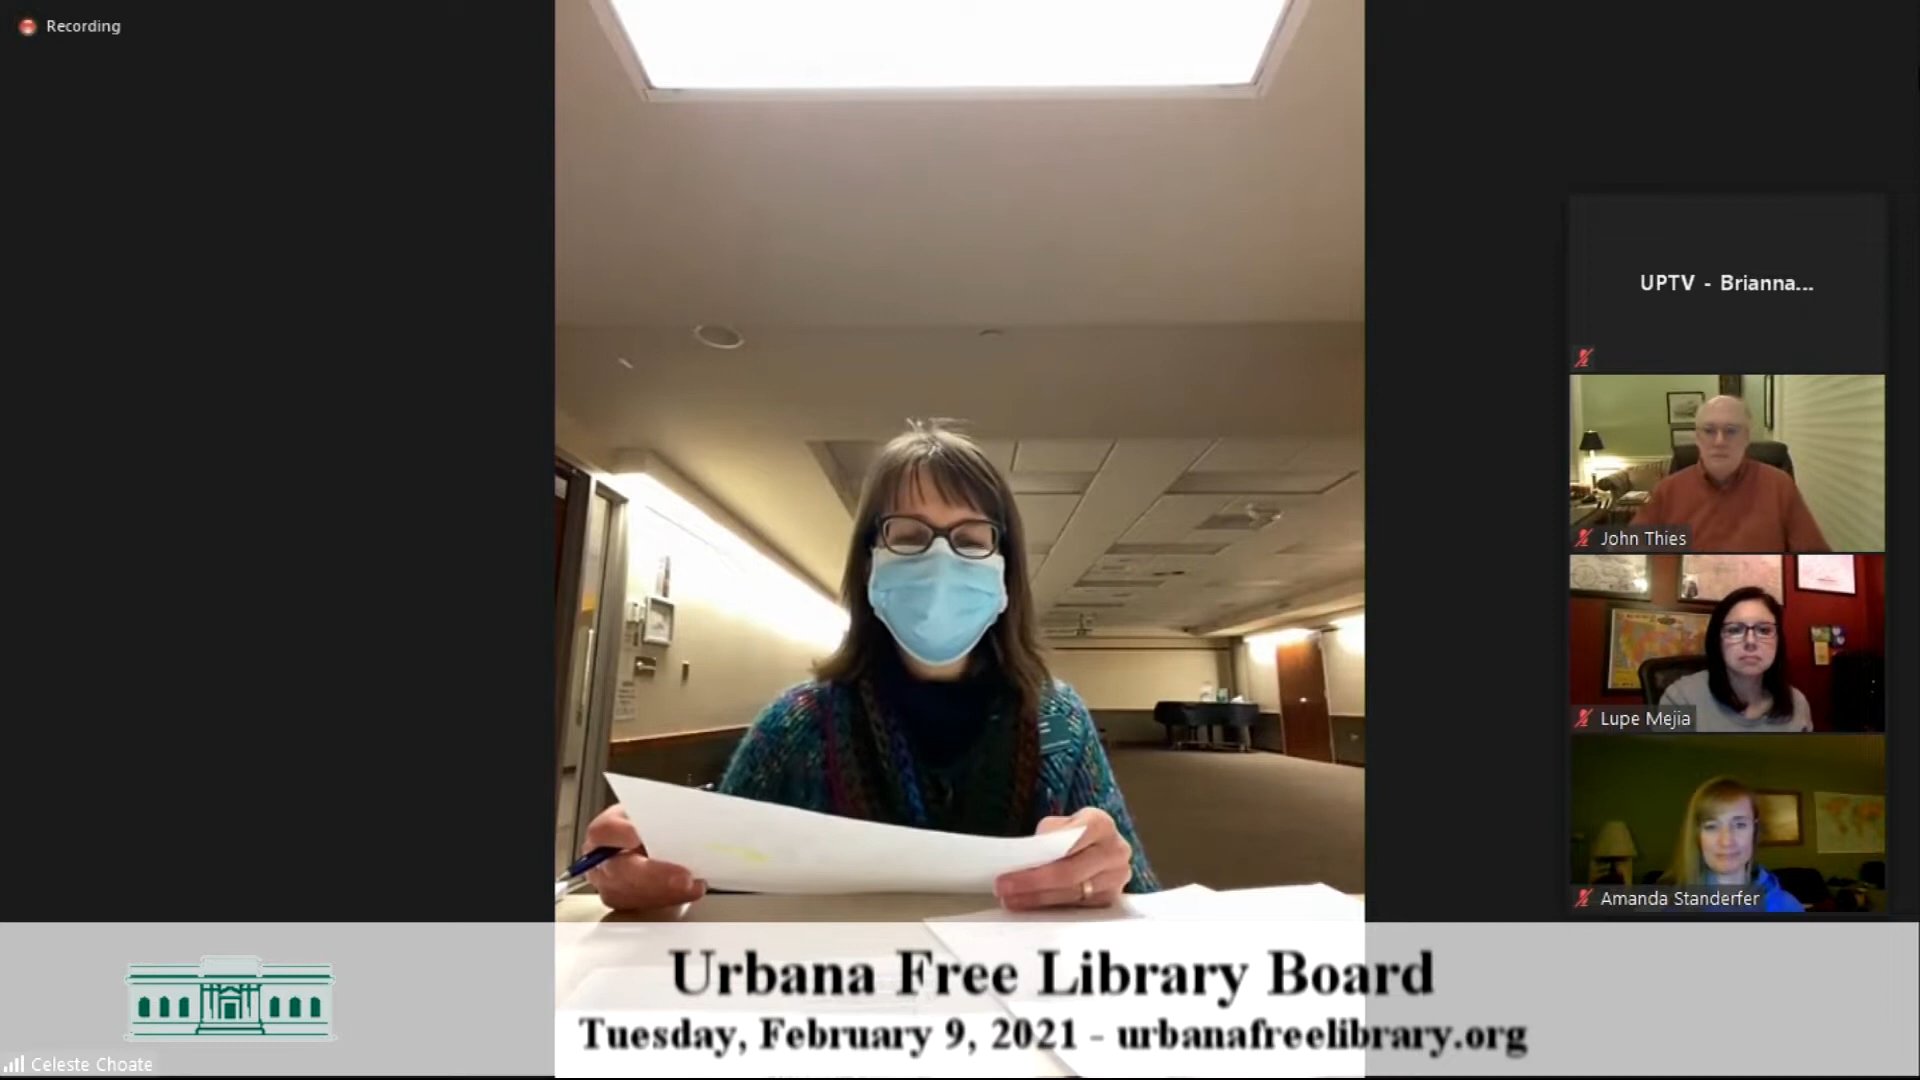 Recording
UPTV - Brianna...
John Thies
Lupe Mejia
Amanda Standerfer
Urbana Free Library Board
Tuesday, February 9, 2021 - urbanafreelibrary.org
Celeste Choate